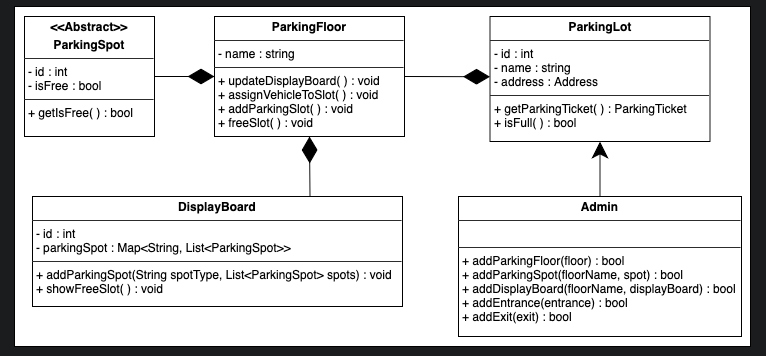 <<Abstract>>
ParkingSpot
- id : int
- isFree : bool
+ getIsFree( ) : bool
ParkingFloor
- name : string
+ updateDisplayBoard( ) : void
+ assignVehicleToSlot( ) : void
+ addParkingSlot( ) : void
+ freeSlot( ) : void
ParkingLot
- id : int
- name : string
- address : Address
+ getParkingTicket( ) : ParkingTicket
+ isFull( ) : bool
DisplayBoard
- id : int
- parkingSpot : Map<String, List<ParkingSpot>>
+ addParkingSpot(String spotType, List<ParkingSpot> spots) : void
+ showFreeSlot( ) : void
Admin
+ addParkingFloor(floor) : bool
+ addParkingSpot(floorName, spot) : bool
+ addDisplayBoard(floorName, displayBoard) : bool
+ addEntrance(entrance) : bool
+ addExit(exit) : bool